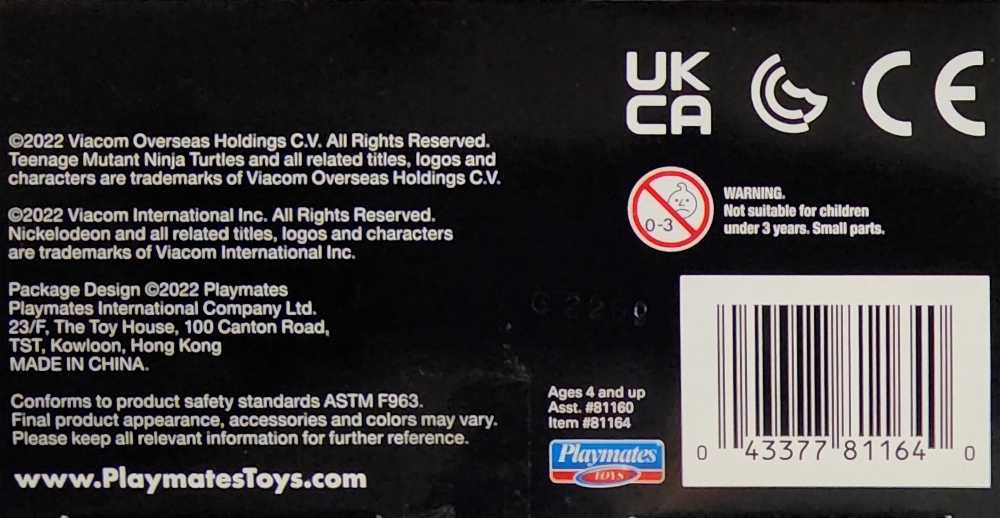 ©2022 Viacom Overseas Holdings C.V. All Rights Reserved.
Teenage Mutant Ninja Turtles and all related titles, logos and
characters are trademarks of Viacom Overseas Holdings C.V.
©2022 Viacom International Inc. All Rights Reserved.
Nickelodeon and all related titles, logos and characters
are trademarks of Viacom International Inc.
Package Design ©2022 Playmates
Playmates International Company Ltd.
23/F, The Toy House, 100 Canton Road,
TST, Kowloon, Hong Kong
MADE IN CHINA.
Conforms to product safety standards ASTM F963.
Final product appearance, accessories and colors may vary.
Please keep all relevant information for further reference.
www.PlaymatesToys.com
UK
CA
CE
0-3
WARNING.
Not suitable for children
under 3 years. Small parts.
Ages 4 and up
Asst. #81160
Item #81164
Playmates
TOYS
0 43377 81164 0